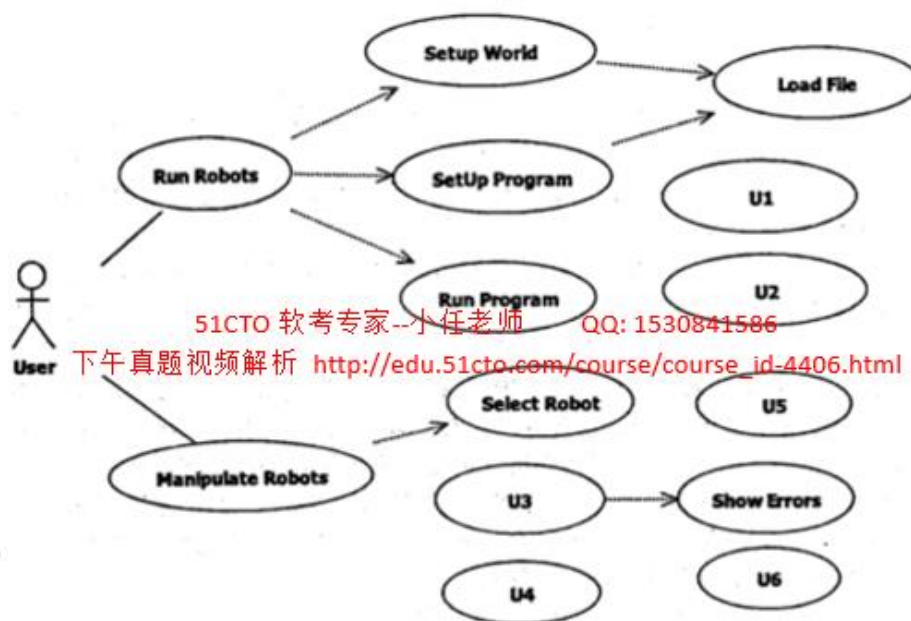 Setup World
Load File
Run Robots
SetUp Program
U1
U2
Run Program
51CTO 软考专家--小任老师 QQ: 1530841586
User
下午真题视频解析 http://edu.51cto.com/course/course_id-4406.html
Select Robot
U5
Manipulate Robots
U3
Show Errors
U4
U6